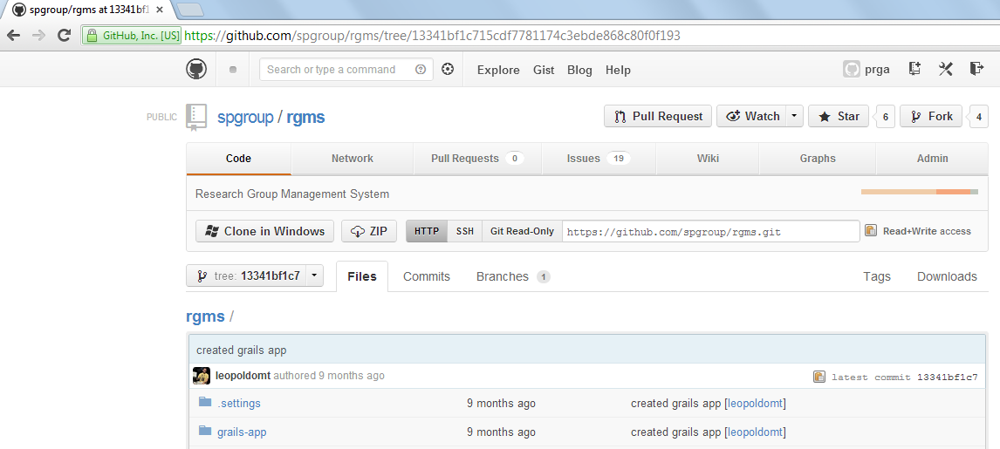 spgroup/rgms at 13341bf1
GitHub, Inc. [US] https://github.com/spgroup/rgms/tree/13341bf1c715cdf7781174c3ebde868c80f0f193
Search or type a command Explore Gist Blog Help prga
PUBLIC spgroup / rgms Pull Request Watch Star 6 Fork 4
Code Network Pull Requests 0 Issues 19 Wiki Graphs Admin
Research Group Management System
Clone in Windows ZIP HTTP SSH Git Read-Only https://github.com/spgroup/rgms.git Read+Write access
tree: 13341bf1c7 Files Commits Branches 1 Tags Downloads
rgms /
created grails app
leopoldomt authored 9 months ago latest commit 13341bf1c7
.settings 9 months ago created grails app [leopoldomt]
grails-app 9 months ago created grails app [leopoldomt]